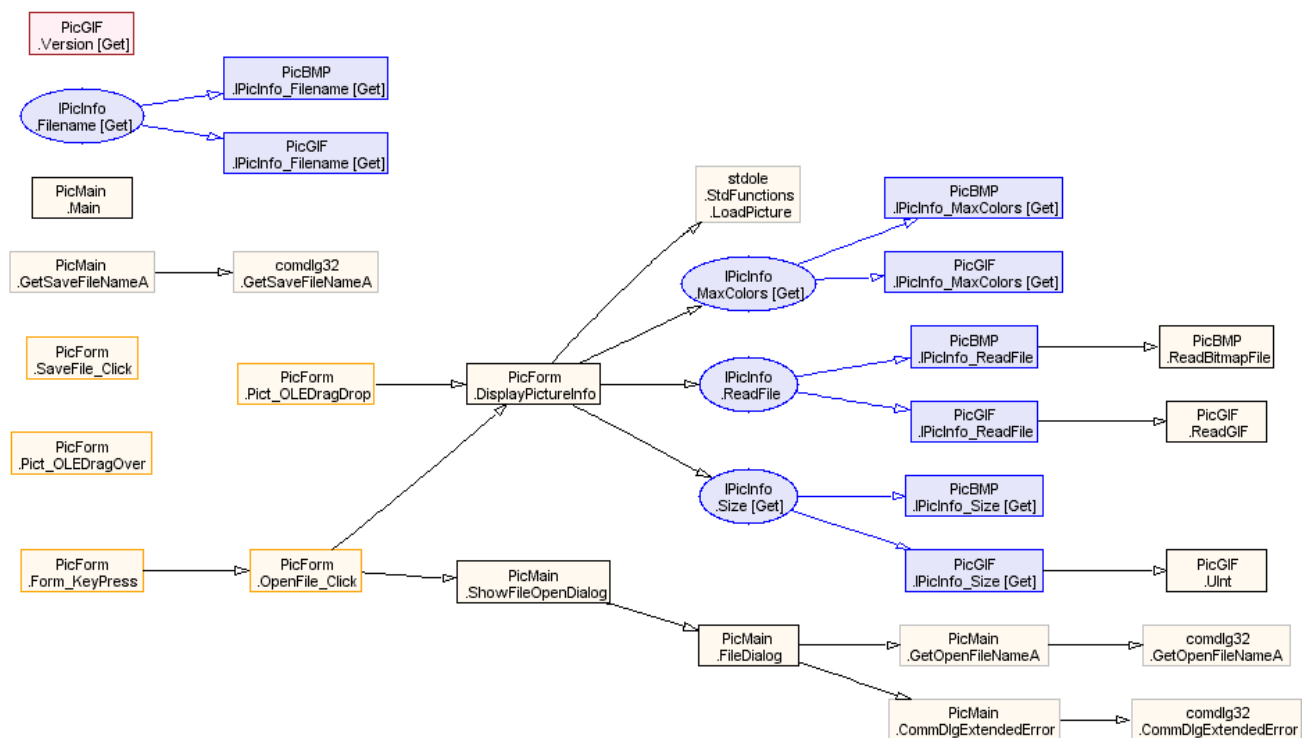 PicGIF
.Version [Get]
PicBMP
.IPicInfo_Filename [Get]
IPicInfo
.Filename [Get]
PicGIF
.IPicInfo_Filename [Get]
PicMain
.Main
stdole
.StdFunctions
.LoadPicture
PicBMP
.IPicInfo_MaxColors [Get]
PicMain
.GetSaveFileNameA
comdlg32
.GetSaveFileNameA
IPicInfo
.MaxColors [Get]
PicGIF
.IPicInfo_MaxColors [Get]
PicForm
.SaveFile_Click
PicForm
.Pict_OLEDragDrop
PicForm
.DisplayPictureInfo
IPicInfo
.ReadFile
PicBMP
.IPicInfo_ReadFile
PicBMP
.ReadBitmapFile
PicGIF
.IPicInfo_ReadFile
PicGIF
.ReadGIF
PicForm
.Pict_OLEDragOver
IPicInfo
.Size [Get]
PicBMP
.IPicInfo_Size [Get]
PicForm
.Form_KeyPress
PicForm
.OpenFile_Click
PicMain
.ShowFileOpenDialog
PicGIF
.IPicInfo_Size [Get]
PicGIF
.UInt
PicMain
.FileDialog
PicMain
.GetOpenFileNameA
comdlg32
.GetOpenFileNameA
PicMain
.CommDlgExtendedError
comdlg32
.CommDlgExtendedError